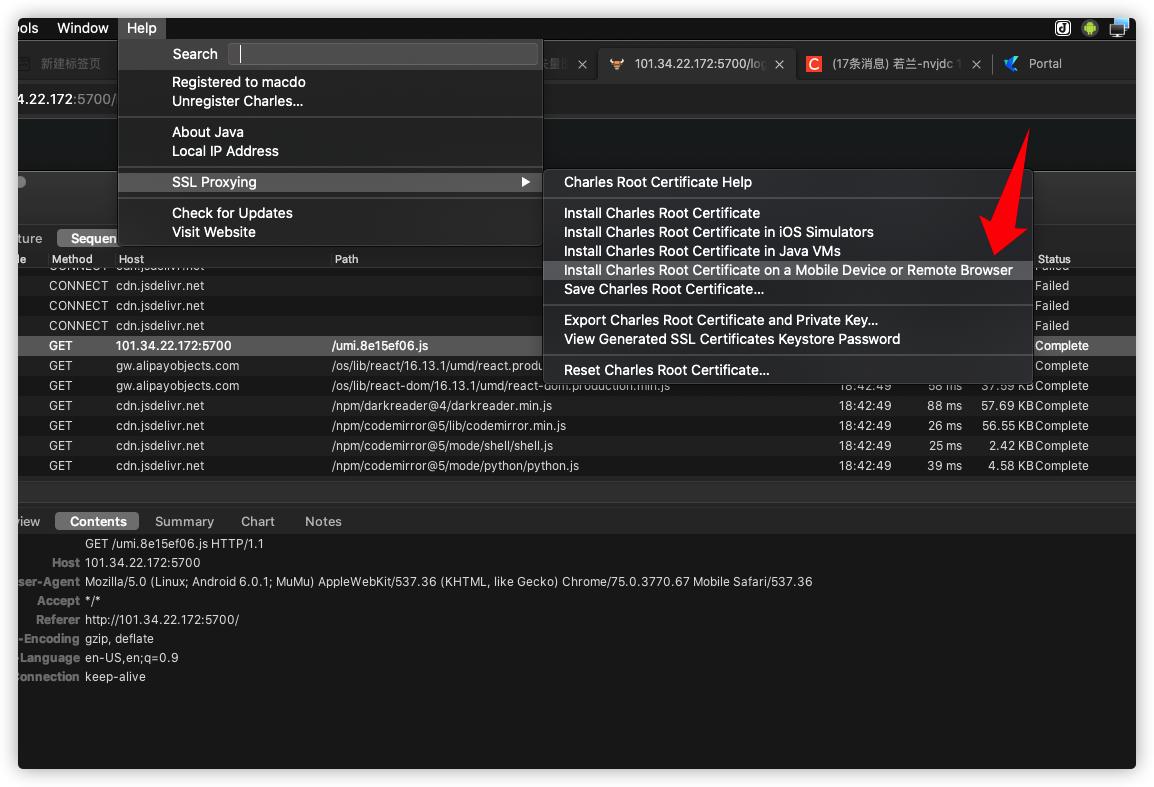 ools Window Help
Search
新建标签页
101.34.22.172:5700/log
(17条消息) 若兰-nvjdc 1
Portal
4.22.172:5700/
Registered to macdo
Unregister Charles...
About Java
Local IP Address
SSL Proxying
Check for Updates
Visit Website
Charles Root Certificate Help
Install Charles Root Certificate
Install Charles Root Certificate in iOS Simulators
Install Charles Root Certificate in Java VMs
Install Charles Root Certificate on a Mobile Device or Remote Browser
Save Charles Root Certificate...
Export Charles Root Certificate and Private Key...
View Generated SSL Certificates Keystore Password
Reset Charles Root Certificate...
ture Sequen
de Method Host Path Status
CONNECT cdn.jsdelivr.net Failed
CONNECT cdn.jsdelivr.net Failed
CONNECT cdn.jsdelivr.net Failed
CONNECT cdn.jsdelivr.net Failed
GET 101.34.22.172:5700 /umi.8e15ef06.js Complete
GET gw.alipayobjects.com /os/lib/react/16.13.1/umd/react.produ Complete
GET gw.alipayobjects.com /os/lib/react-dom/16.13.1/umd/react-dom.production.min.js 18:42:49 58 ms 37.59 KB Complete
GET cdn.jsdelivr.net /npm/darkreader@4/darkreader.min.js 18:42:49 88 ms 57.69 KB Complete
GET cdn.jsdelivr.net /npm/codemirror@5/lib/codemirror.min.js 18:42:49 26 ms 56.55 KB Complete
GET cdn.jsdelivr.net /npm/codemirror@5/mode/shell/shell.js 18:42:49 25 ms 2.42 KB Complete
GET cdn.jsdelivr.net /npm/codemirror@5/mode/python/python.js 18:42:49 39 ms 4.58 KB Complete
view Contents Summary Chart Notes
GET /umi.8e15ef06.js HTTP/1.1
Host 101.34.22.172:5700
ser-Agent Mozilla/5.0 (Linux; Android 6.0.1; MuMu) AppleWebKit/537.36 (KHTML, like Gecko) Chrome/75.0.3770.67 Mobile Safari/537.36
Accept */*
Referer http://101.34.22.172:5700/
-Encoding gzip, deflate
-Language en-US,en;q=0.9
Connection keep-alive